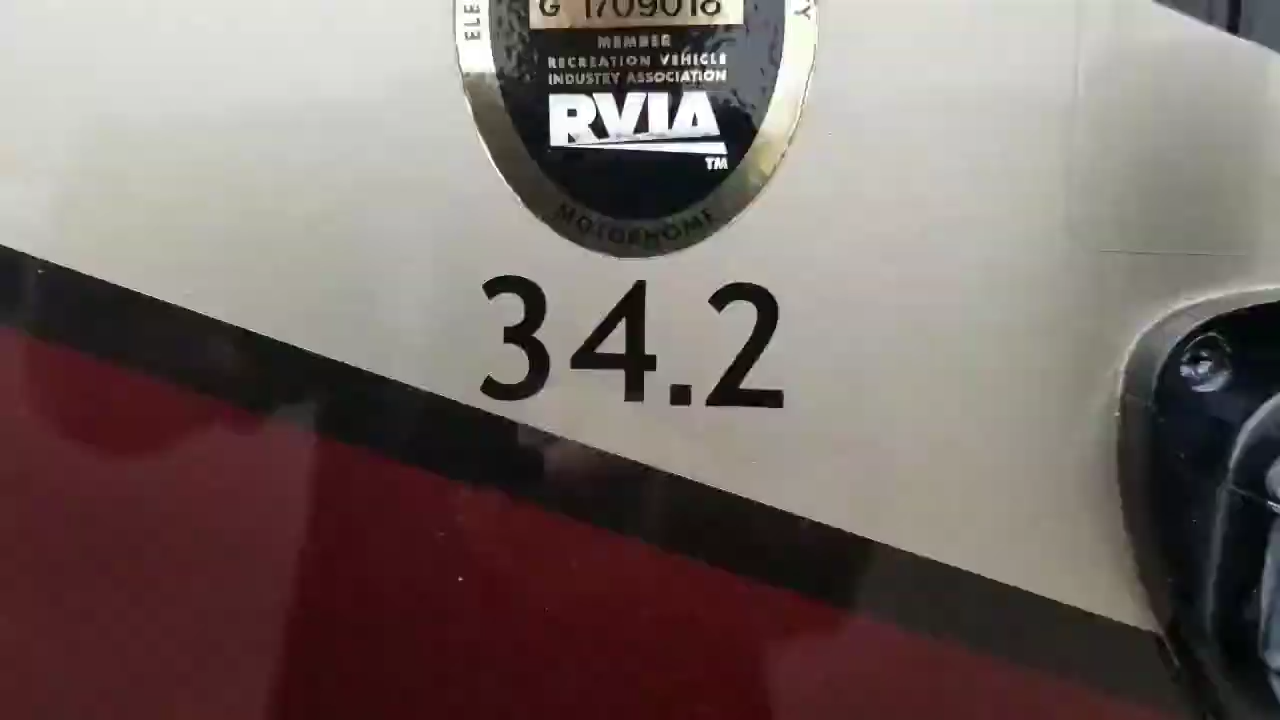 G 1709018
MEMBER
RECREATION VEHICLE
INDUSTRY ASSOCIATION
RVIA
TM
MOTORHOME
34.2